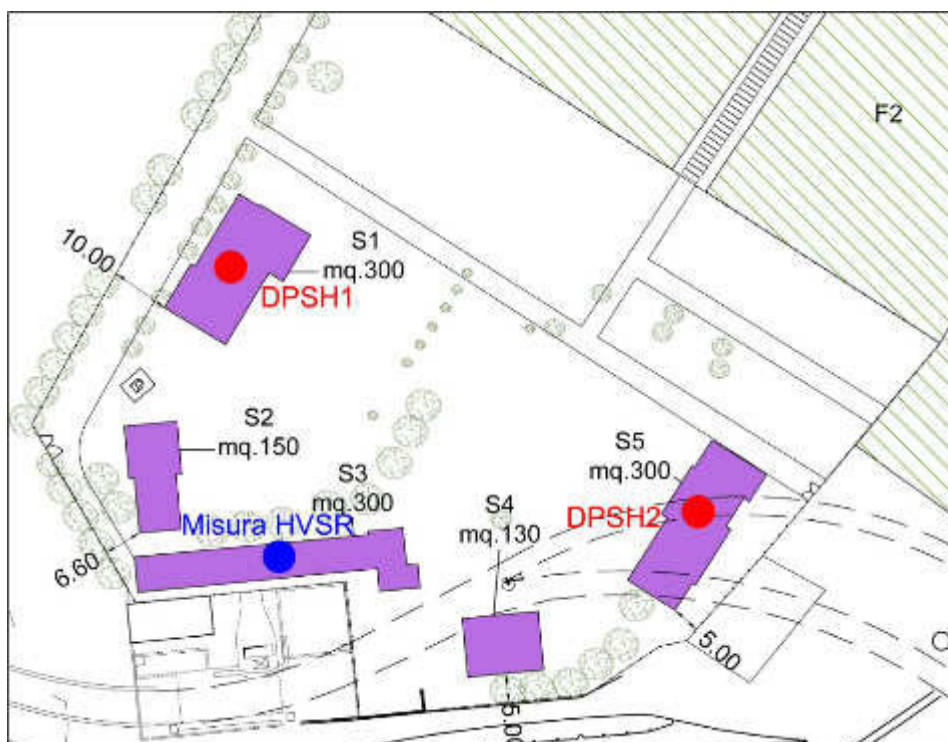 F2
10.00
S1
mq.300
DPSH1
S2
mq.150
S3
mq.300
Misura HVSR
6.60
S4
mq.130
S5
mq.300
DPSH2
5.00
5.00